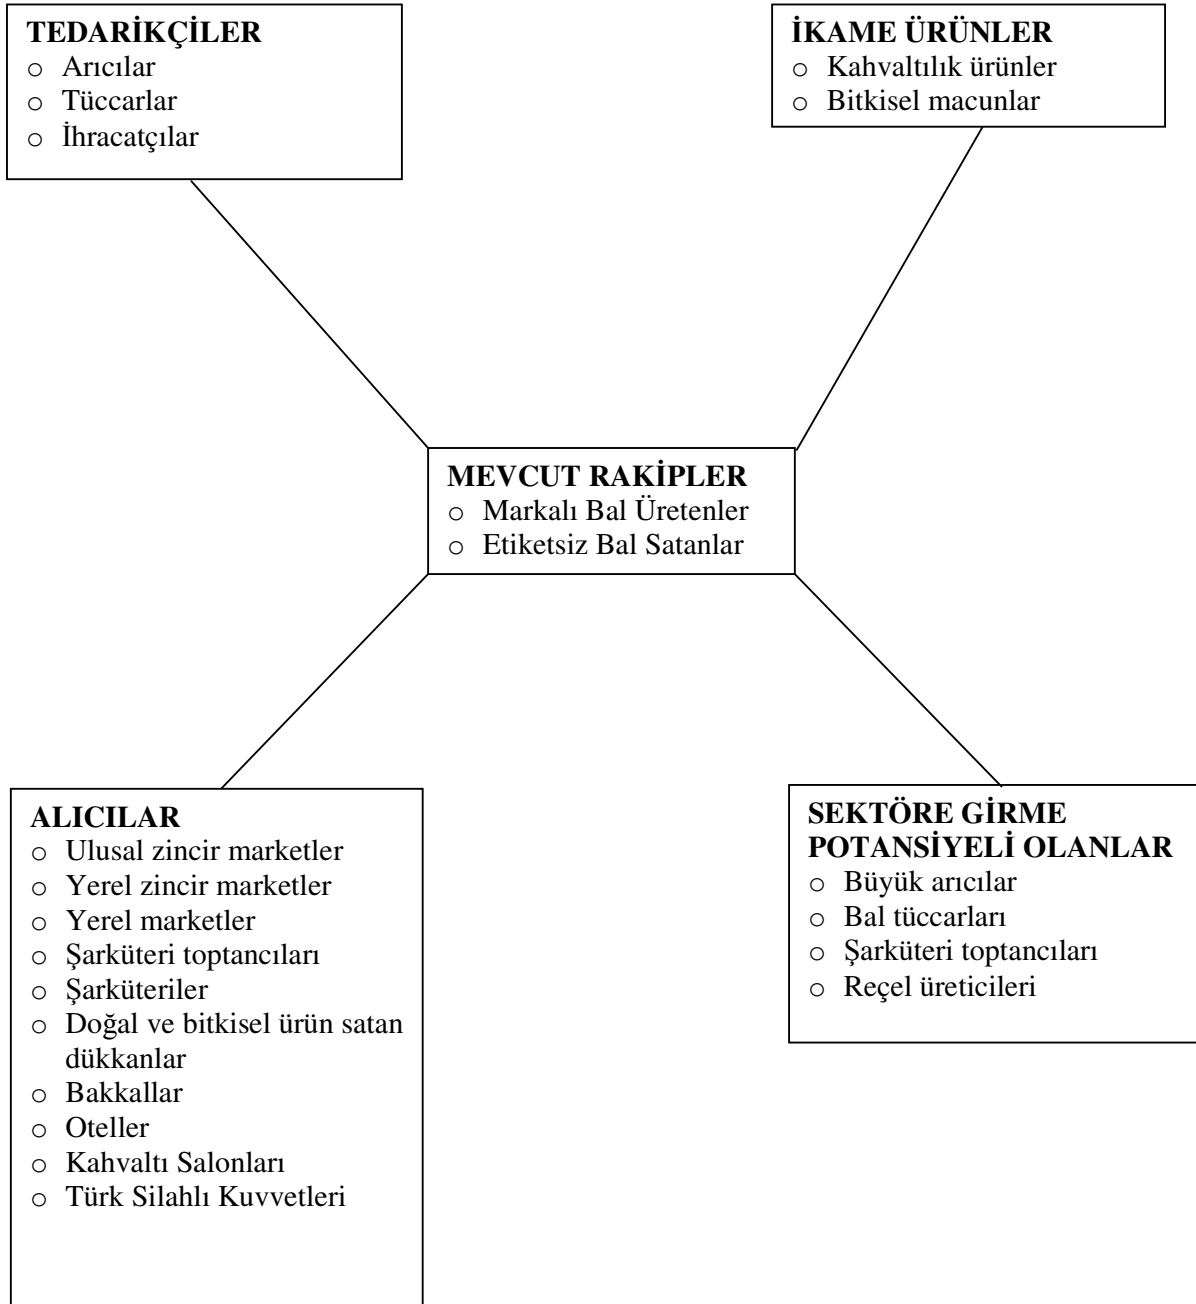 TEDARİKÇİLER
o Arıcılar
o Tüccarlar
o İhracatçılar
İKAME ÜRÜNLER
o Kahvaltılık ürünler
o Bitkisel macunlar
MEVCUT RAKİPLER
o Markalı Bal Üretenler
o Etiketsiz Bal Satanlar
ALICILAR
o Ulusal zincir marketler
o Yerel zincir marketler
o Yerel marketler
o Şarküteri toptancıları
o Şarküteriler
o Doğal ve bitkisel ürün satan
dükkanlar
o Bakkallar
o Oteller
o Kahvaltı Salonları
o Türk Silahlı Kuvvetleri
SEKTÖRE GİRME
POTANSİYELİ OLANLAR
o Büyük arıcılar
o Bal tüccarları
o Şarküteri toptancıları
o Reçel üreticileri